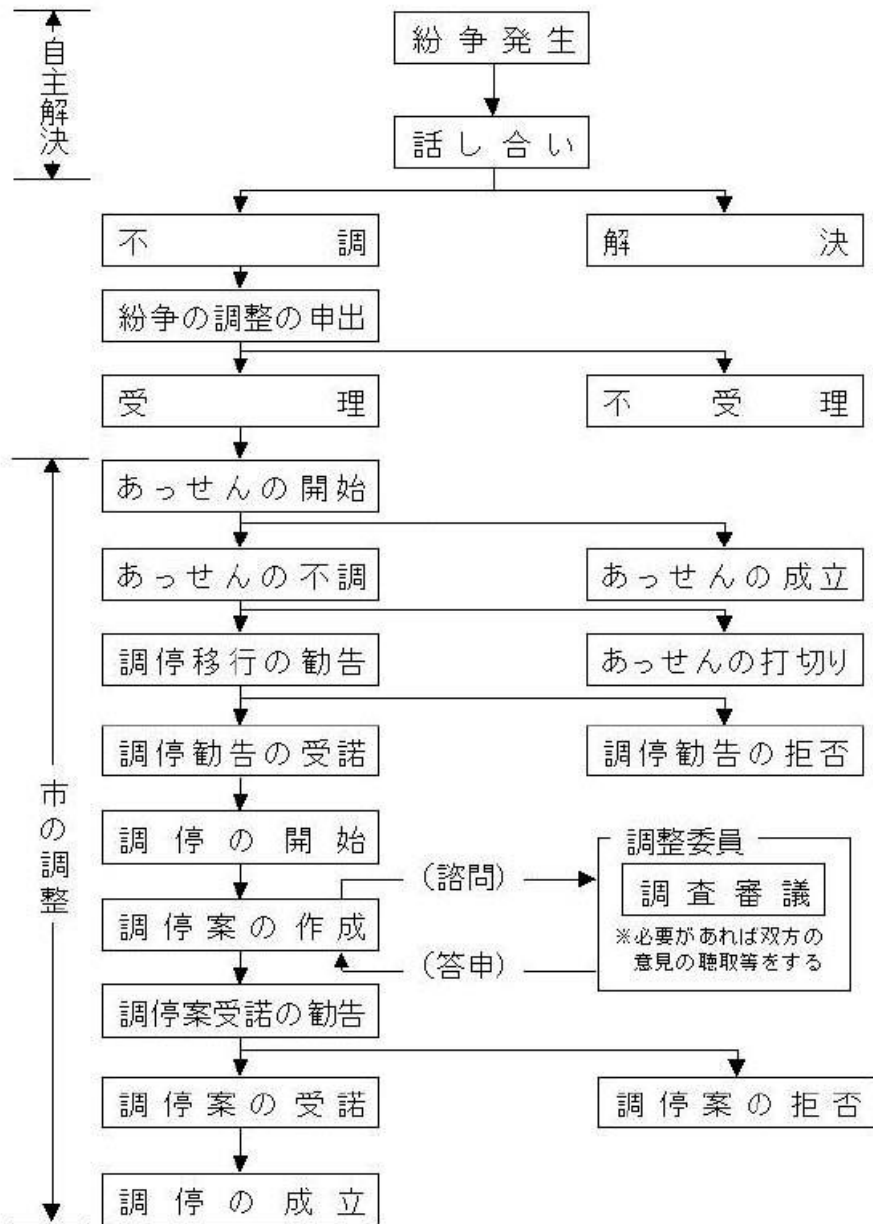 紛争発生
自主解決
話し合い
不調
解決
紛争の調整の申出
受理
不受理
あっせんの開始
あっせんの不調
あっせんの成立
調停移行の勧告
あっせんの打切り
調停勧告の受諾
調停勧告の拒否
市の調整
調停の開始
調整委員
(諮問)
調査審議
調停案の作成
※必要があれば双方の
意見の聴取等をする
(答申)
調停案受諾の勧告
調停案の受諾
調停案の拒否
調停の成立